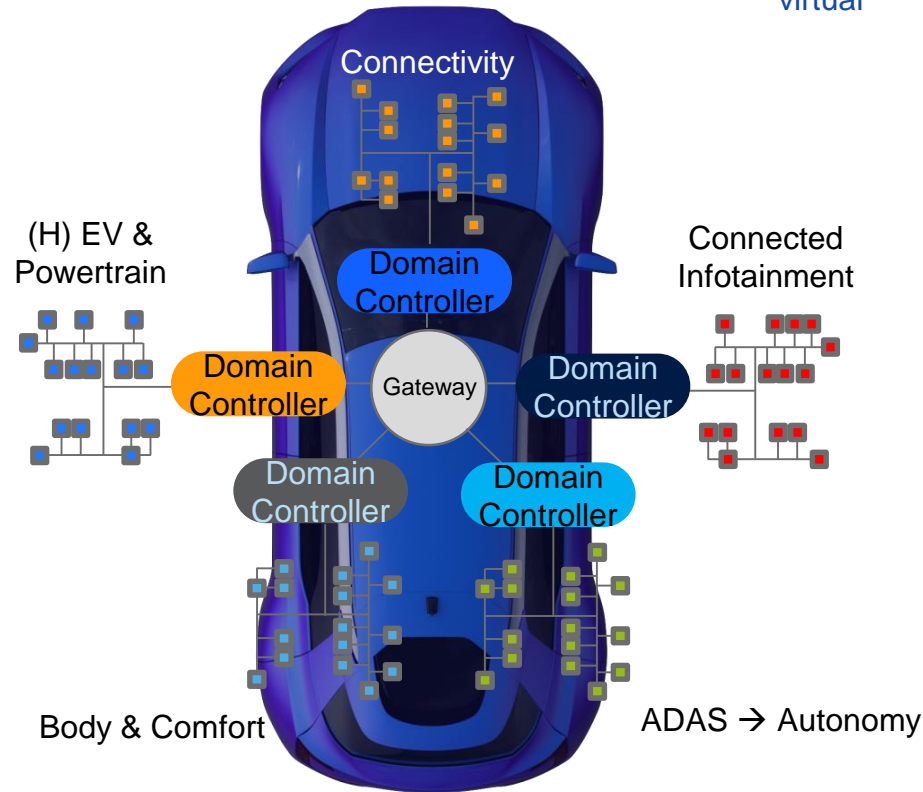 virtual
Connectivity
(H) EV &
Powertrain
Domain
Controller
Connected
Infotainment
Domain
Controller
Gateway
Domain
Controller
Domain
Controller
Domain
Controller
Body & Comfort
ADAS → Autonomy